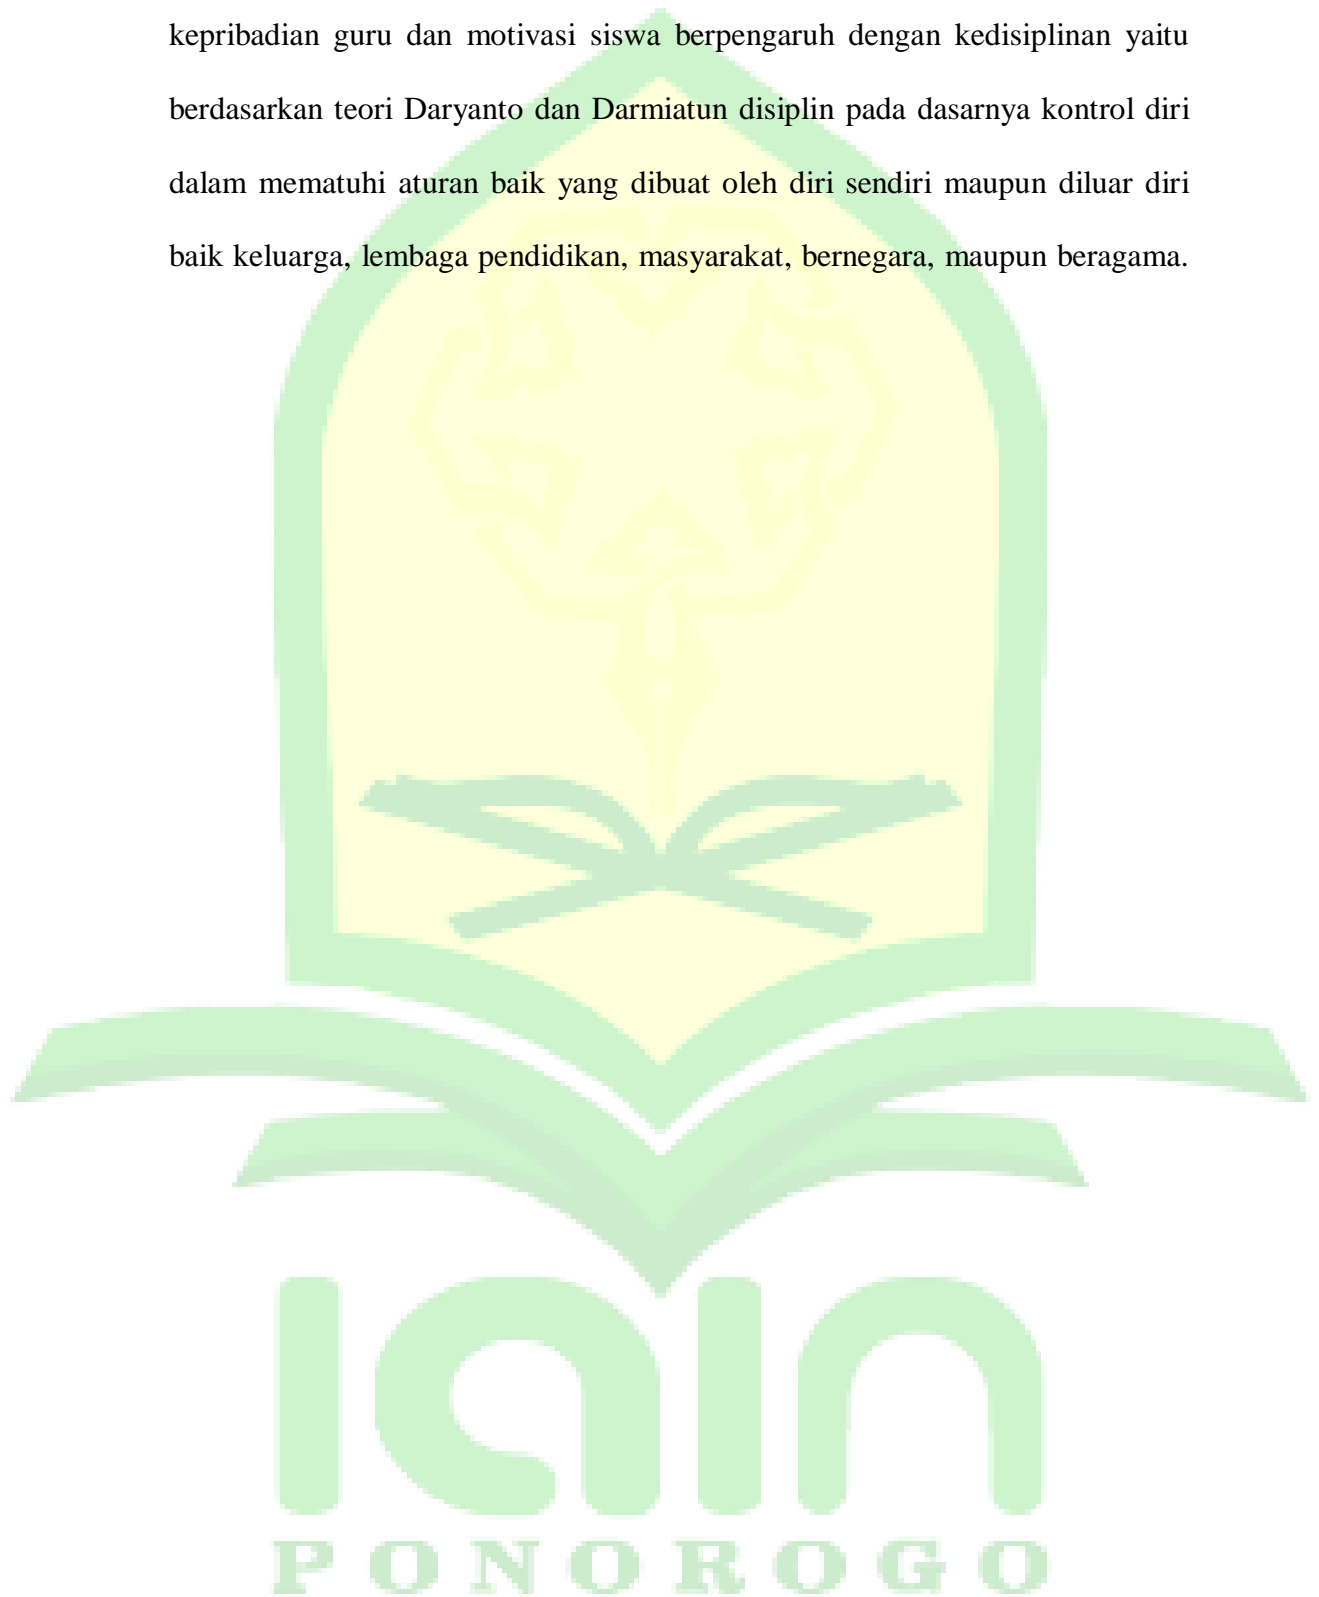 kepribadian guru dan motivasi siswa berpengaruh dengan kedisiplinan yaitu
berdasarkan teori Daryanto dan Darmiatun disiplin pada dasarnya kontrol diri
dalam mematuhi aturan baik yang dibuat oleh diri sendiri maupun diluar diri
baik keluarga, lembaga pendidikan, masyarakat, bernegara, maupun beragama.
IAIN
PONOROGO